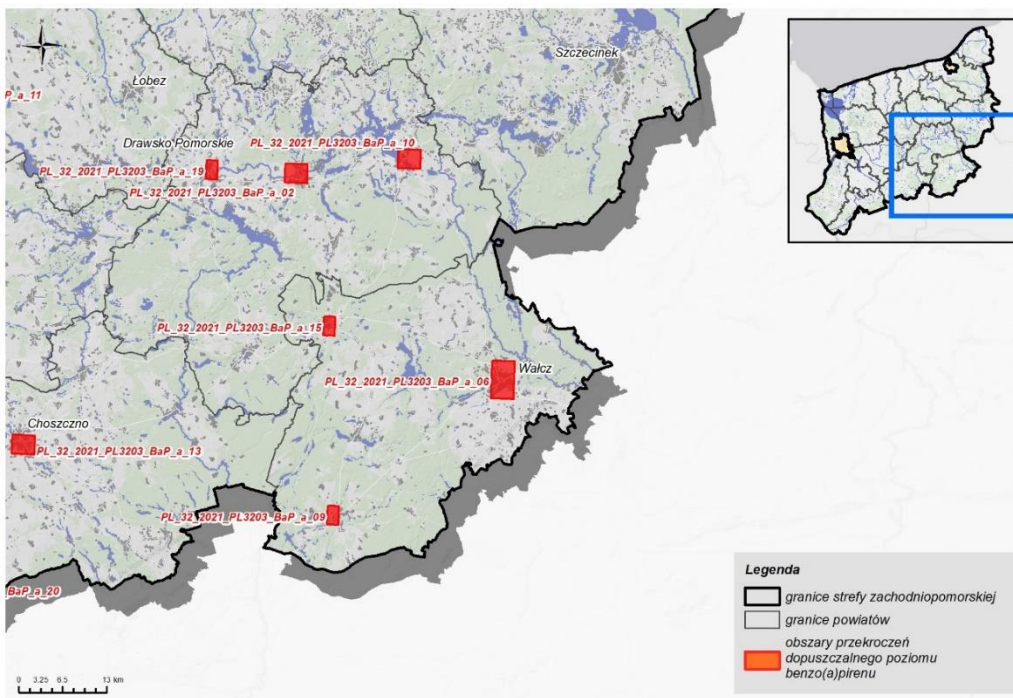 Szczecinek
Łobez
P_a_11
Drawsko Pomorskie
PL_32_2021_PL3203_BaP_a_10
PL_32_2021_PL3203_BaP_a_19
PL_32_2021_PL3203_BaP_a_02
PL_32_2021_PL3203_BaP_a_15
Wałcz
PL_32_2021_PL3203_BaP_a_06
Choszczno
PL_32_2021_PL3203_BaP_a_13
PL_32_2021_PL3203_BaP_a_09
BaP_a_20
Legenda
granice strefy zachodniopomorskiej
granice powiatów
obszary przekroczeń
dopuszczalnego poziomu
benzo(a)pirenu
0 3.25 6.5 13 km